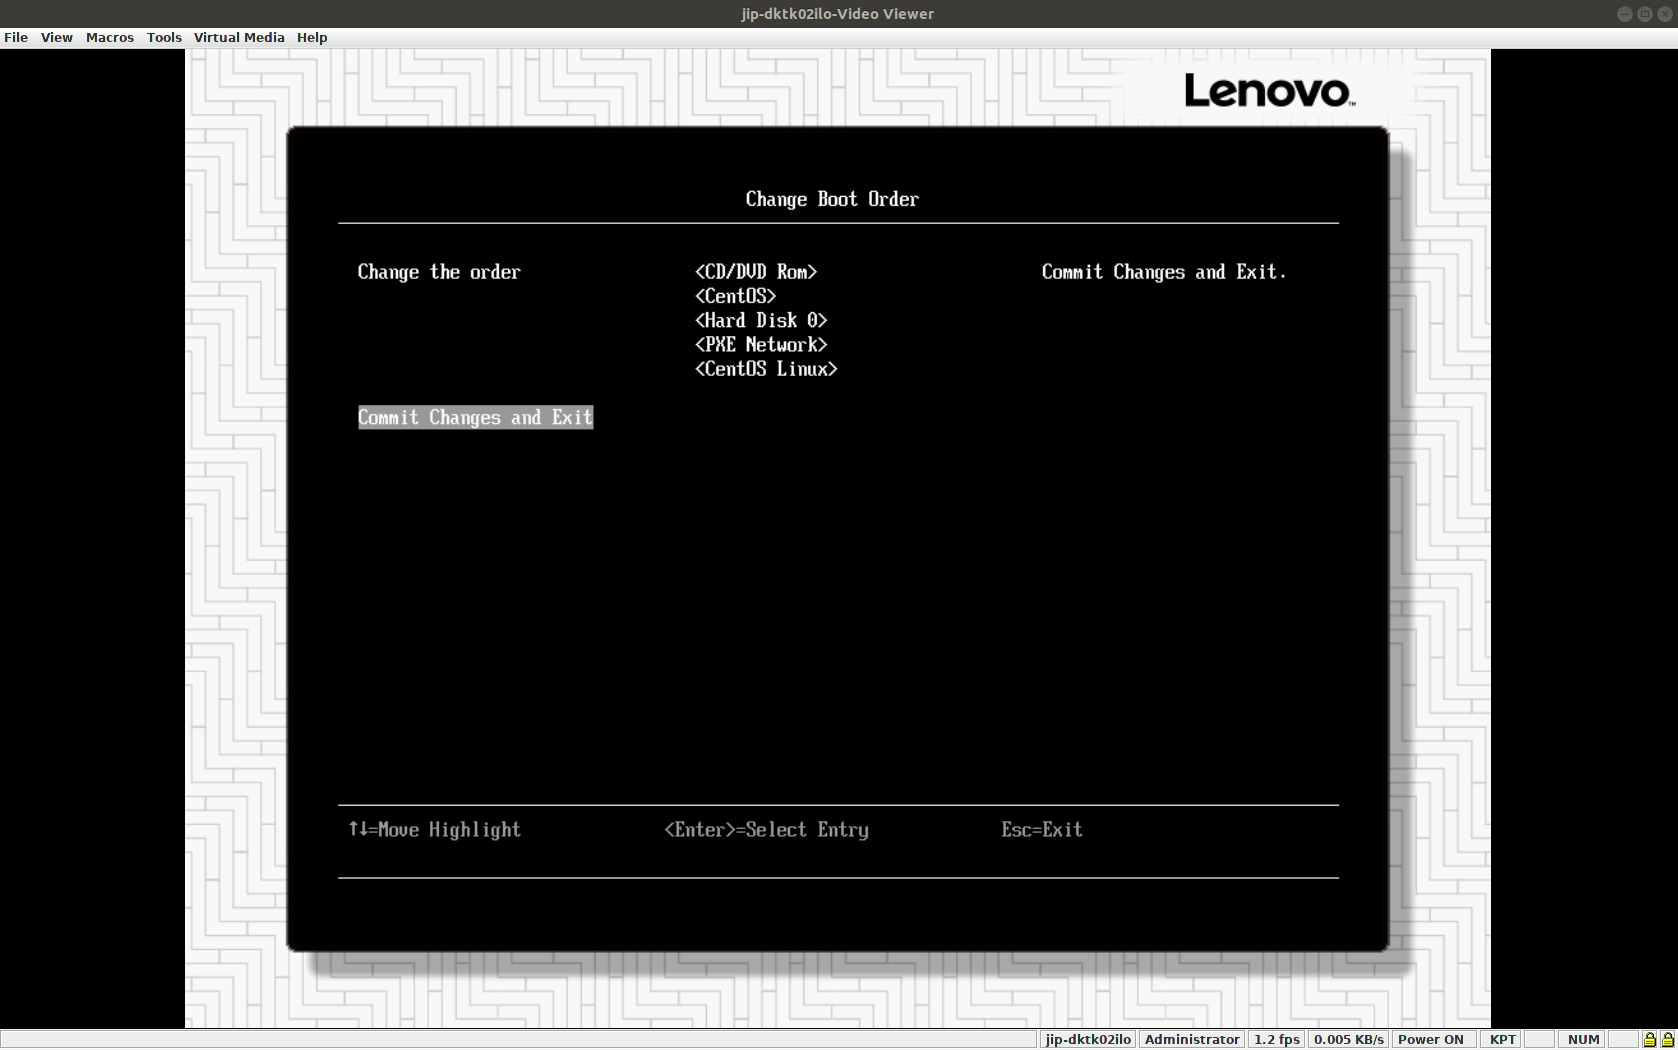 jip-dktk02ilo-Video Viewer
File View Macros Tools Virtual Media Help
Lenovo™
Change Boot Order
Change the order <CD/DVD Rom> Commit Changes and Exit.
<CentOS>
<Hard Disk 0>
<PXE Network>
<CentOS Linux>
Commit Changes and Exit
↑↓=Move Highlight <Enter>=Select Entry Esc=Exit
jip-dktk02ilo Administrator 1.2 fps 0.005 KB/s Power ON KPT NUM